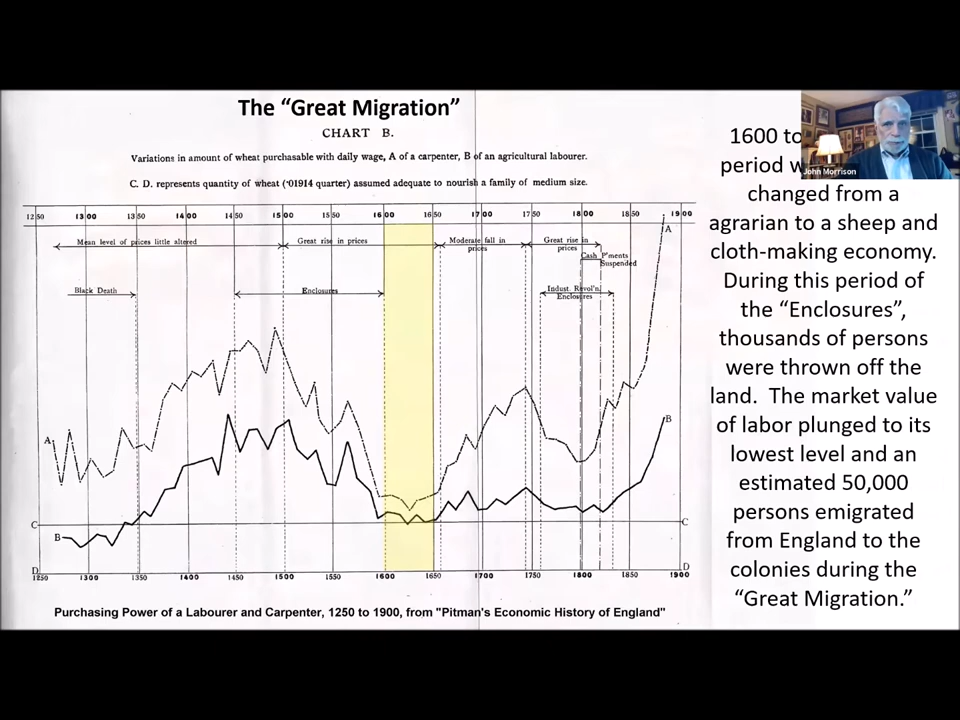 The “Great Migration”
CHART B.
Variations in amount of wheat purchasable with daily wage, A of a carpenter, B of an agricultural labourer.
C. D. represents quantity of wheat (·01914 quarter) assumed adequate to nourish a family of medium size.
1250 1300 1350 1400 1450 1500 1550 1600 1650 1700 1750 1800 1850 1900
Mean level of prices little altered
Great rise in prices
Moderate fall in
prices
Great rise in
prices
Cash P'ments
Suspended
Black Death
Enclosures
Indust. Revol'n.
Enclosures
A
B
A
B
C
C
D
D
1250 1300 1350 1400 1450 1500 1550 1600 1650 1700 1750 1800 1850 1900
Purchasing Power of a Labourer and Carpenter, 1250 to 1900, from "Pitman's Economic History of England"
1600 to
period
changed from a
agrarian to a sheep and
cloth-making economy.
During this period of
the “Enclosures”,
thousands of persons
were thrown off the
land. The market value
of labor plunged to its
lowest level and an
estimated 50,000
persons emigrated
from England to the
colonies during the
“Great Migration.”
John Morrison